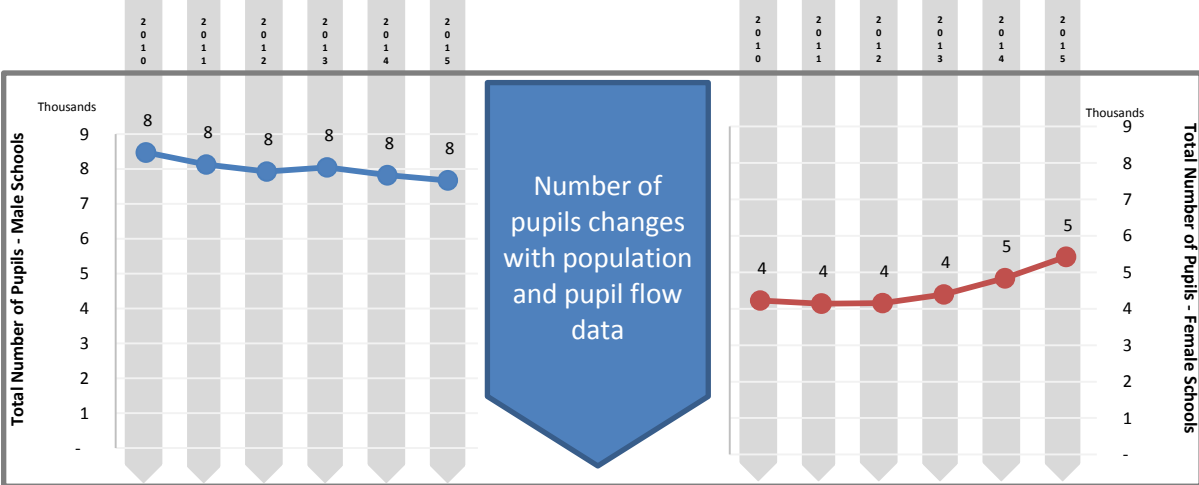 2010 2011 2012 2013 2014 2015
2010 2011 2012 2013 2014 2015
Total Number of Pupils - Male Schools
Thousands
9
8
7
6
5
4
3
2
1
-
8 8 8 8 8 8
Number of
pupils changes
with population
and pupil flow
data
4 4 4 4 5 5
Thousands
9
8
7
6
5
4
3
2
1
-
Total Number of Pupils - Female Schools